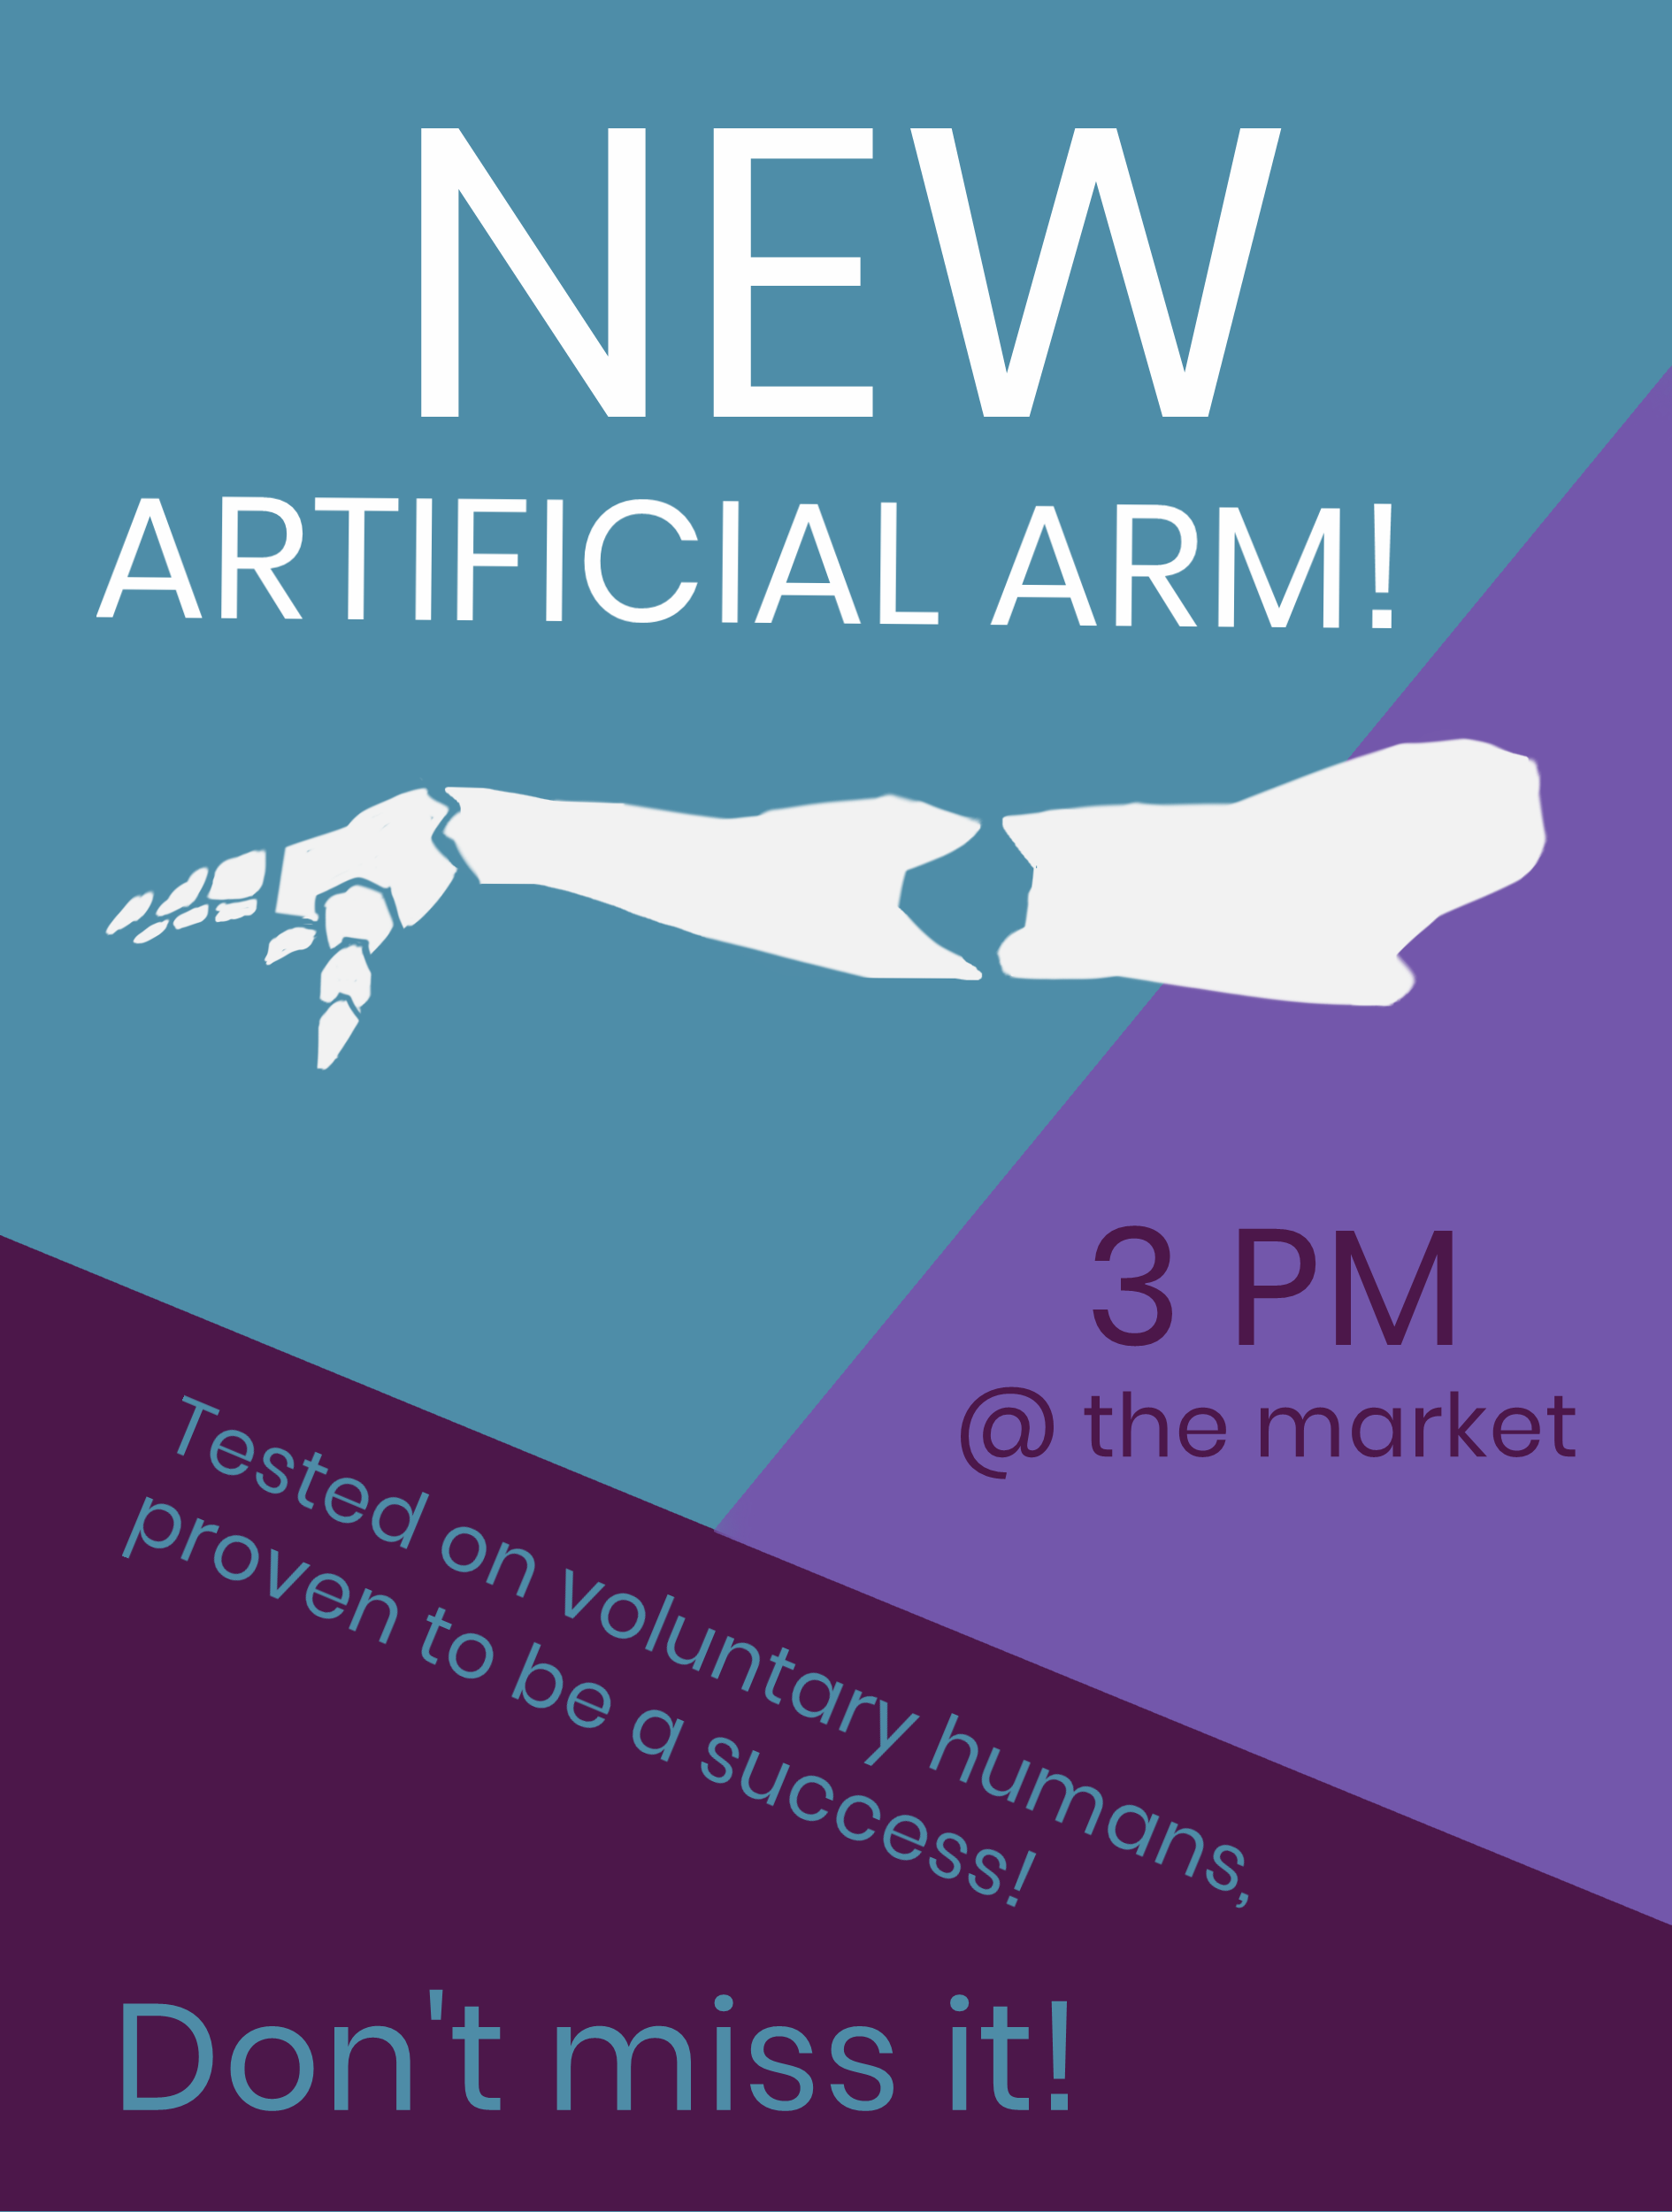 NEW
ARTIFICIAL ARM!
3 PM
@ the market
Tested on voluntary humans,
proven to be a success!
Don't miss it!